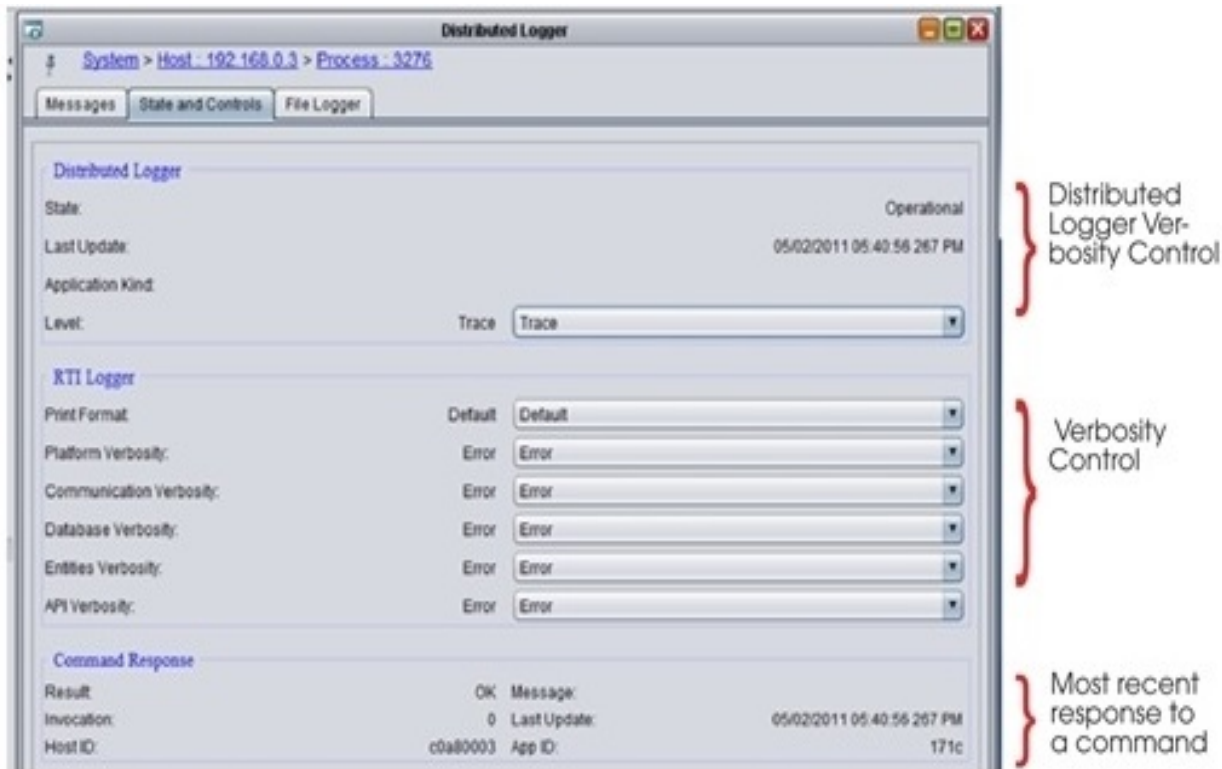 Distributed Logger
System > Host : 192.168.0.3 > Process : 3276
Messages State and Controls File Logger
Distributed Logger
State: Operational
Last Update: 05/02/2011 05:40:56 267 PM
Application Kind:
Level: Trace Trace
Distributed
Logger Ver-
bosity Control
RTI Logger
Print Format: Default Default
Platform Verbosity: Error Error
Communication Verbosity: Error Error
Database Verbosity: Error Error
Entities Verbosity: Error Error
API Verbosity: Error Error
Verbosity
Control
Command Response
Result: OK Message:
Invocation: 0 Last Update: 05/02/2011 05:40:56 267 PM
Host ID: c0a80003 App ID: 171c
Most recent
response to
a command